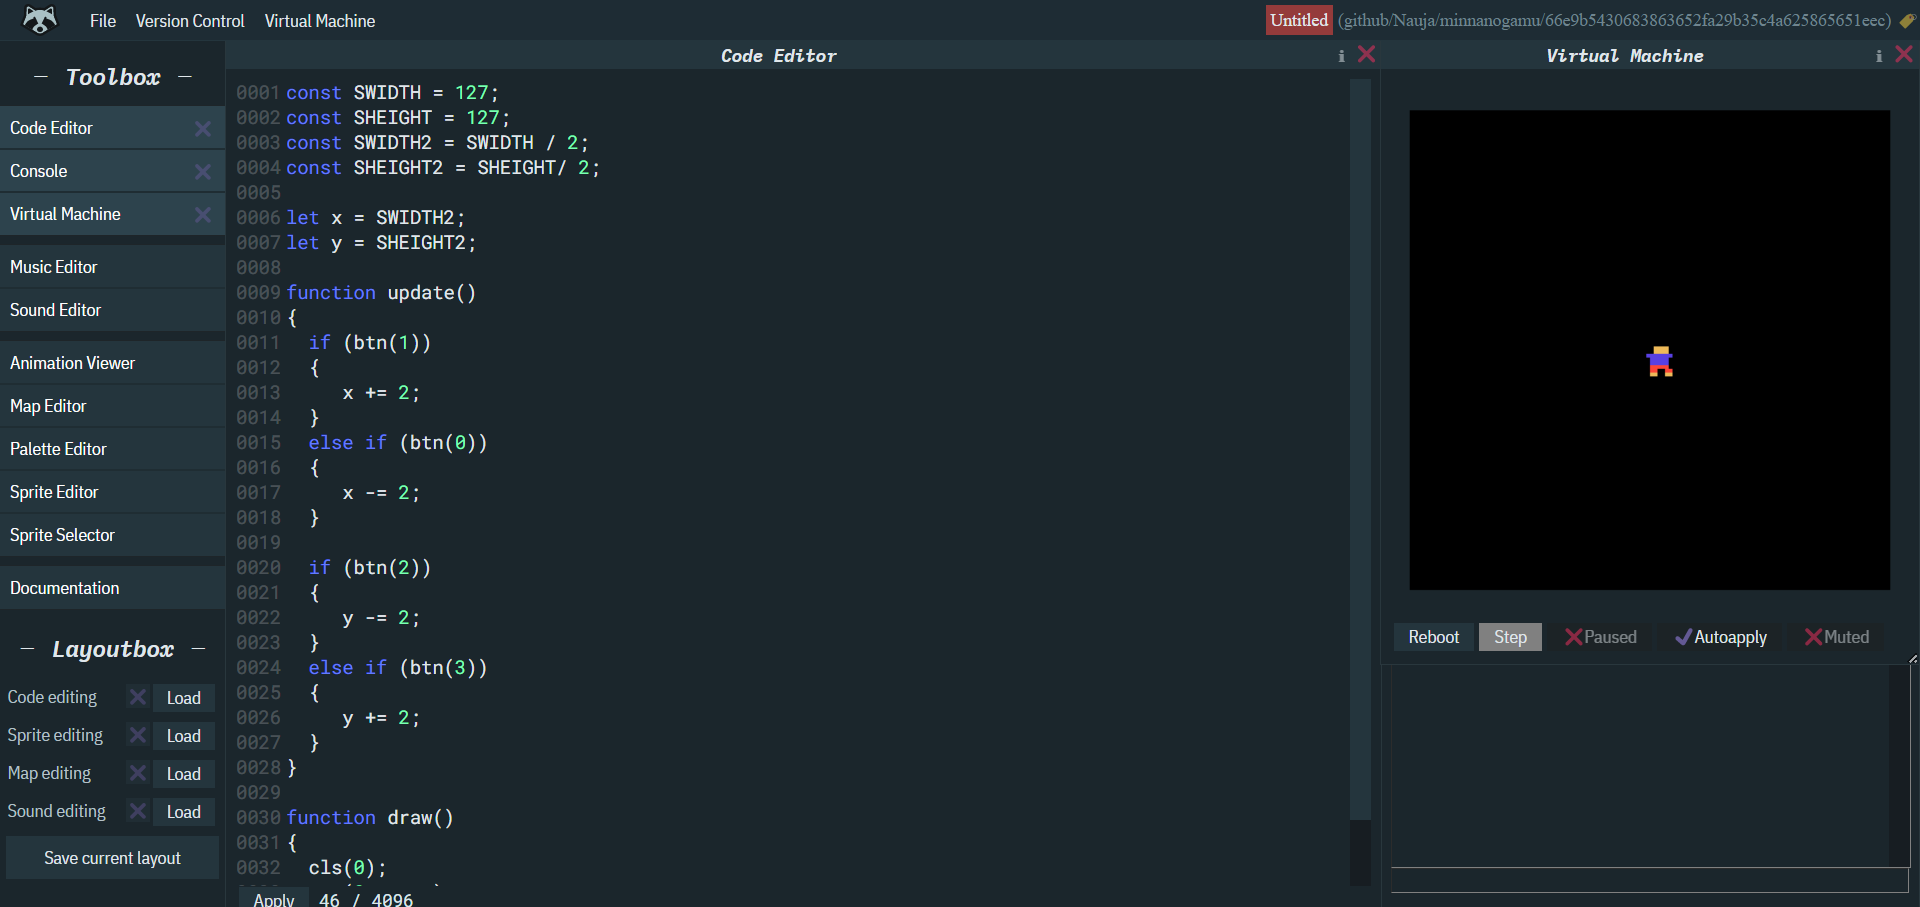 File Version Control Virtual Machine
Untitled (github/Nauja/minnanogamu/66e9b5430683863652fa29b35c4a625865651eec)
— Toolbox —
Code Editor
Console
Virtual Machine
Music Editor
Sound Editor
Animation Viewer
Map Editor
Palette Editor
Sprite Editor
Sprite Selector
Documentation
— Layoutbox —
Code editing Load
Sprite editing Load
Map editing Load
Sound editing Load
Save current layout
Code Editor i
0001 const SWIDTH = 127;
0002 const SHEIGHT = 127;
0003 const SWIDTH2 = SWIDTH / 2;
0004 const SHEIGHT2 = SHEIGHT/ 2;
0005
0006 let x = SWIDTH2;
0007 let y = SHEIGHT2;
0008
0009 function update()
0010 {
0011 if (btn(1))
0012 {
0013 x += 2;
0014 }
0015 else if (btn(0))
0016 {
0017 x -= 2;
0018 }
0019
0020 if (btn(2))
0021 {
0022 y -= 2;
0023 }
0024 else if (btn(3))
0025 {
0026 y += 2;
0027 }
0028 }
0029
0030 function draw()
0031 {
0032 cls(0);
Apply 46 / 4096
Virtual Machine i
Reboot Step Paused Autoapply Muted